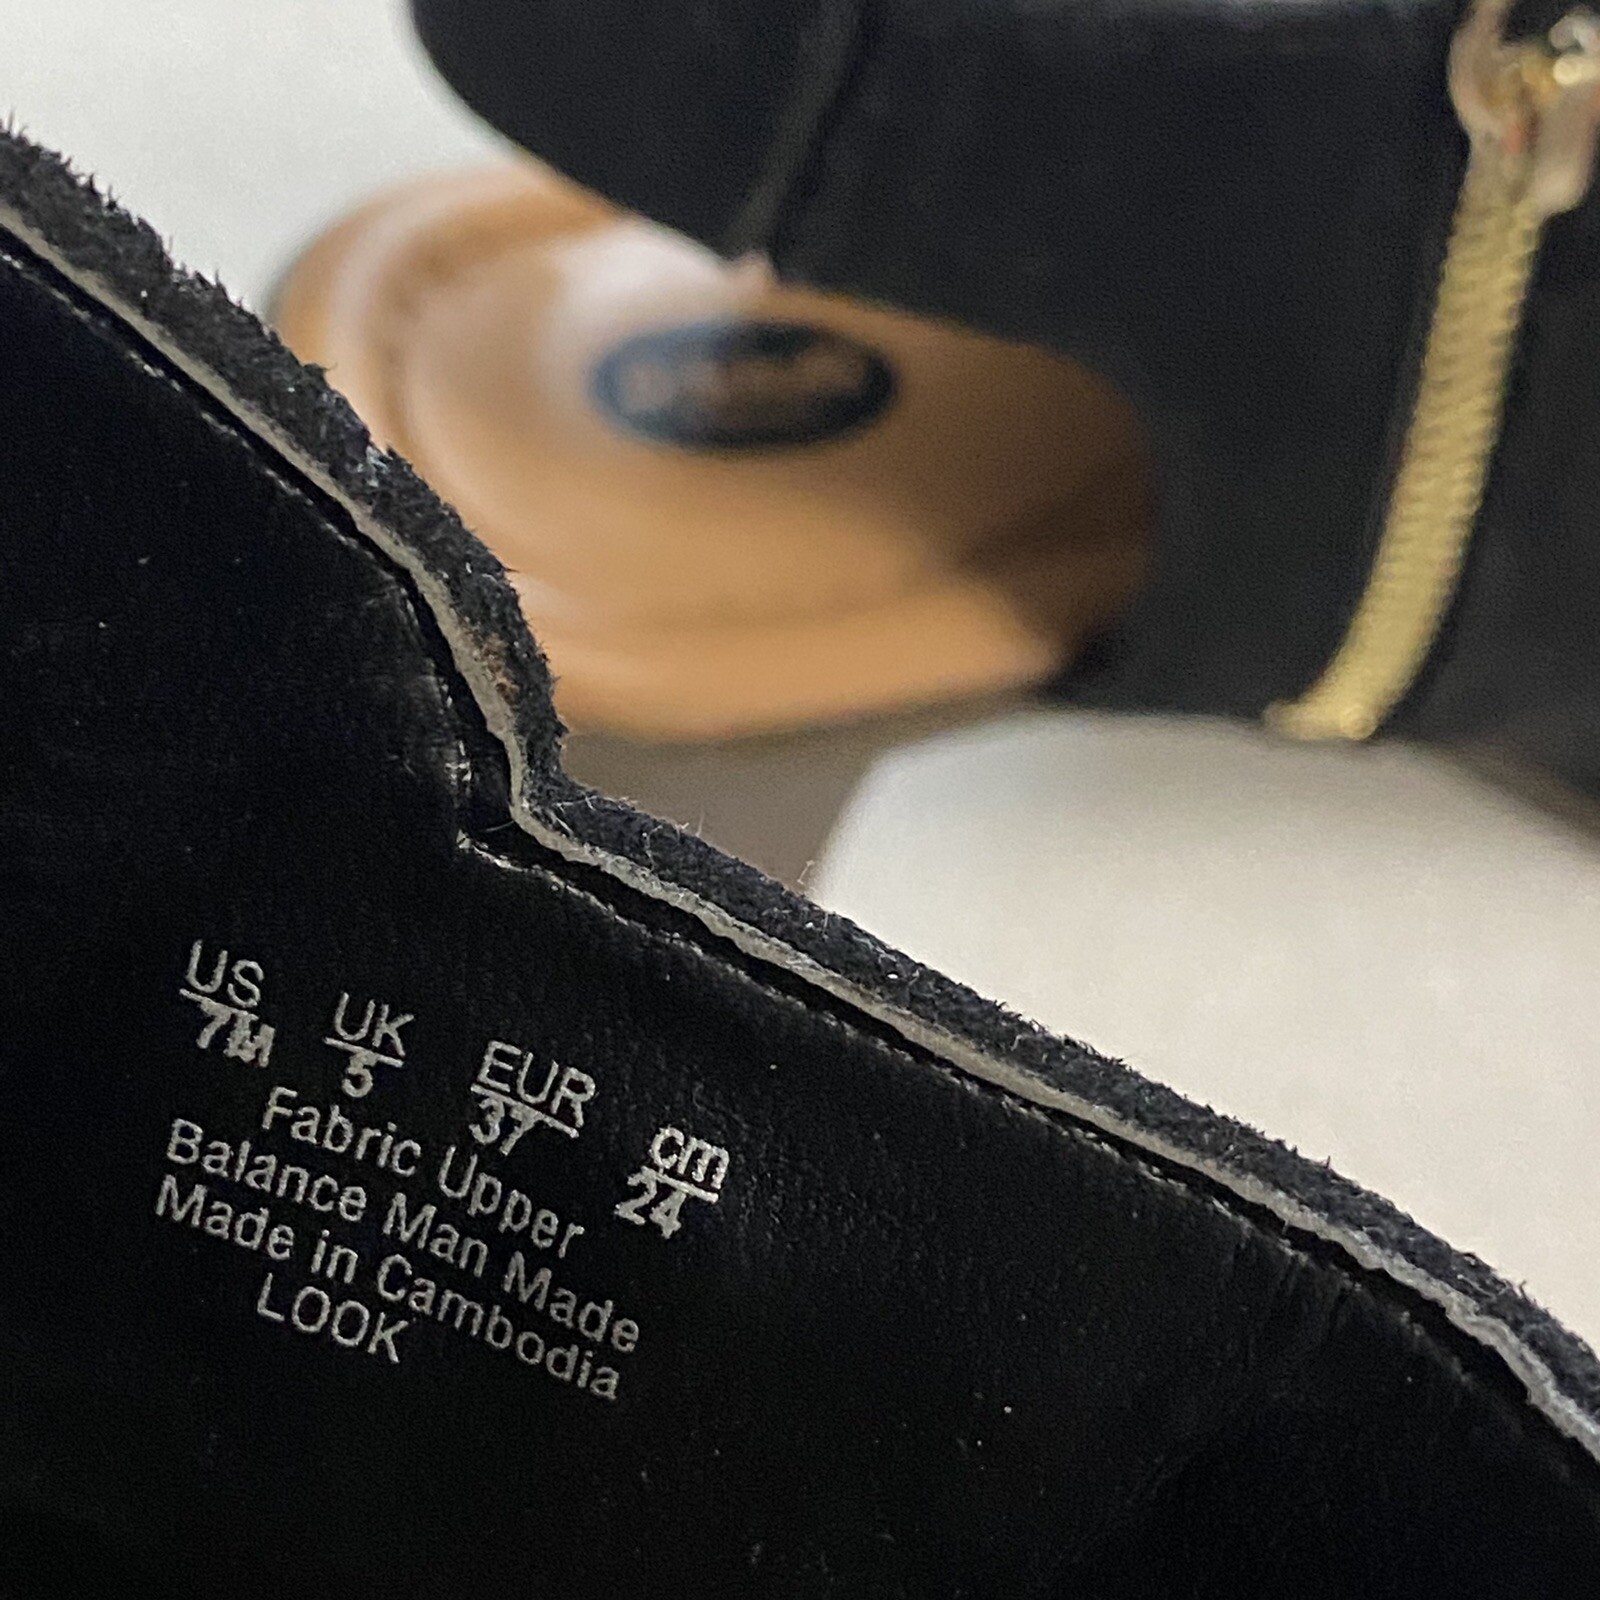 US UK EUR cm
7M 5 37 24
Fabric Upper
Balance Man Made
Made in Cambodia
LOOK